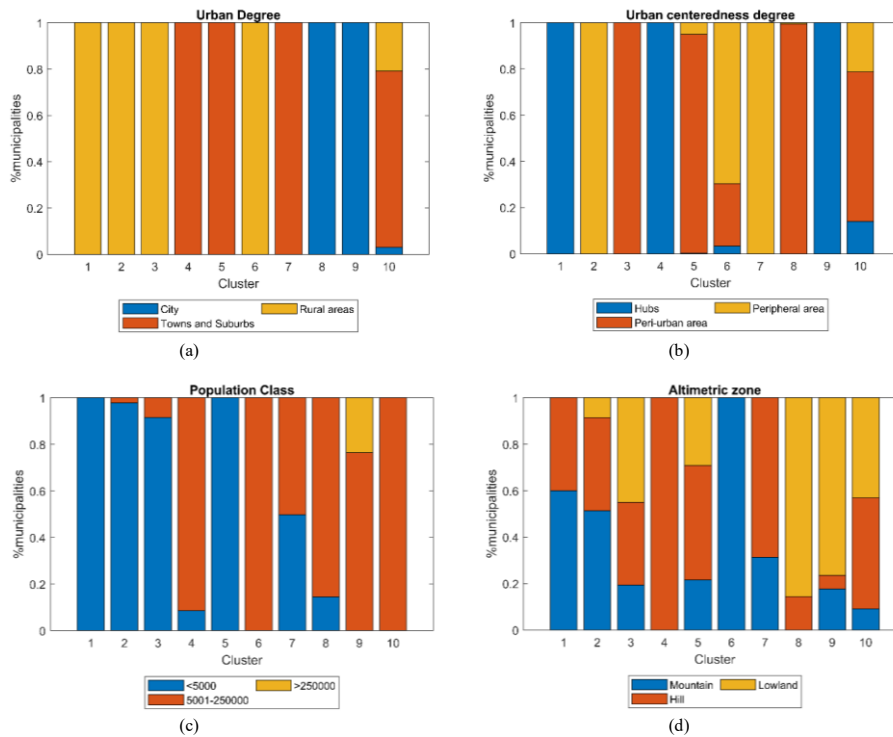 Urban Degree
1
0.8
0.6
0.4
0.2
0
%municipalities
1 2 3 4 5 6 7 8 9 10
Cluster
City Rural areas
Towns and Suburbs
(a)
Urban centeredness degree
1
0.8
0.6
0.4
0.2
0
%municipalities
1 2 3 4 5 6 7 8 9 10
Cluster
Hubs Peripheral area
Peri-urban area
(b)
Population Class
1
0.8
0.6
0.4
0.2
0
%municipalities
1 2 3 4 5 6 7 8 9 10
Cluster
<5000 >250000
5001-250000
(c)
Altimetric zone
1
0.8
0.6
0.4
0.2
0
%municipalities
1 2 3 4 5 6 7 8 9 10
Cluster
Mountain Lowland
Hill
(d)